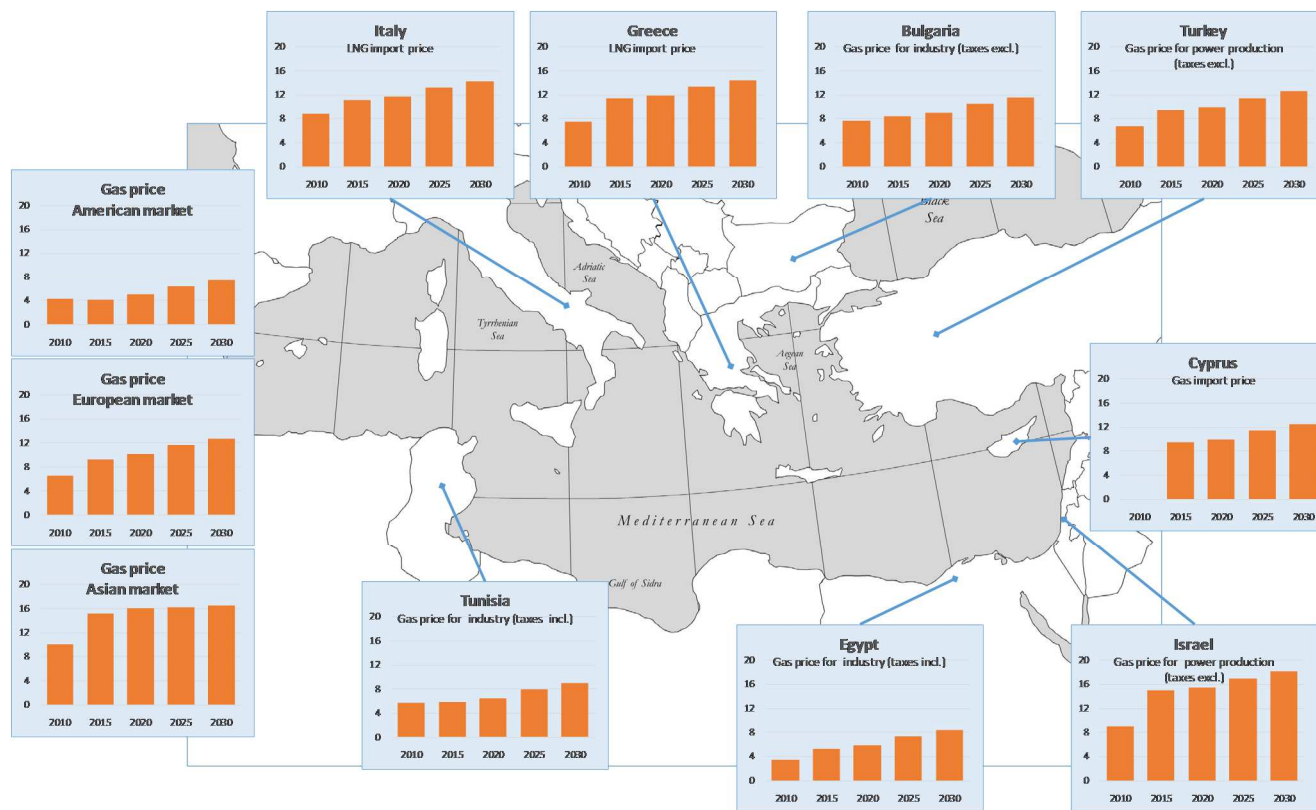 Italy
LNG import price
20
16
12
8
4
0
2010 2015 2020 2025 2030
Greece
LNG import price
20
16
12
8
4
0
2010 2015 2020 2025 2030
Bulgaria
Gas price for industry (taxes excl.)
20
16
12
8
4
0
2010 2015 2020 2025 2030
Turkey
Gas price for power production
(taxes excl.)
20
16
12
8
4
0
2010 2015 2020 2025 2030
Gas price
American market
20
16
12
8
4
0
2010 2015 2020 2025 2030
Gas price
European market
20
16
12
8
4
0
2010 2015 2020 2025 2030
Gas price
Asian market
20
16
12
8
4
0
2010 2015 2020 2025 2030
Black
Sea
Adriatic
Sea
Tyrrhenian
Sea
Aegean
Sea
Mediterranean Sea
Gulf of Sidra
Cyprus
Gas import price
20
16
12
8
4
0
2010 2015 2020 2025 2030
Tunisia
Gas price for industry (taxes incl.)
20
16
12
8
4
0
2010 2015 2020 2025 2030
Egypt
Gas price for industry (taxes incl.)
20
16
12
8
4
0
2010 2015 2020 2025 2030
Israel
Gas price for power production
(taxes excl.)
20
16
12
8
4
0
2010 2015 2020 2025 2030